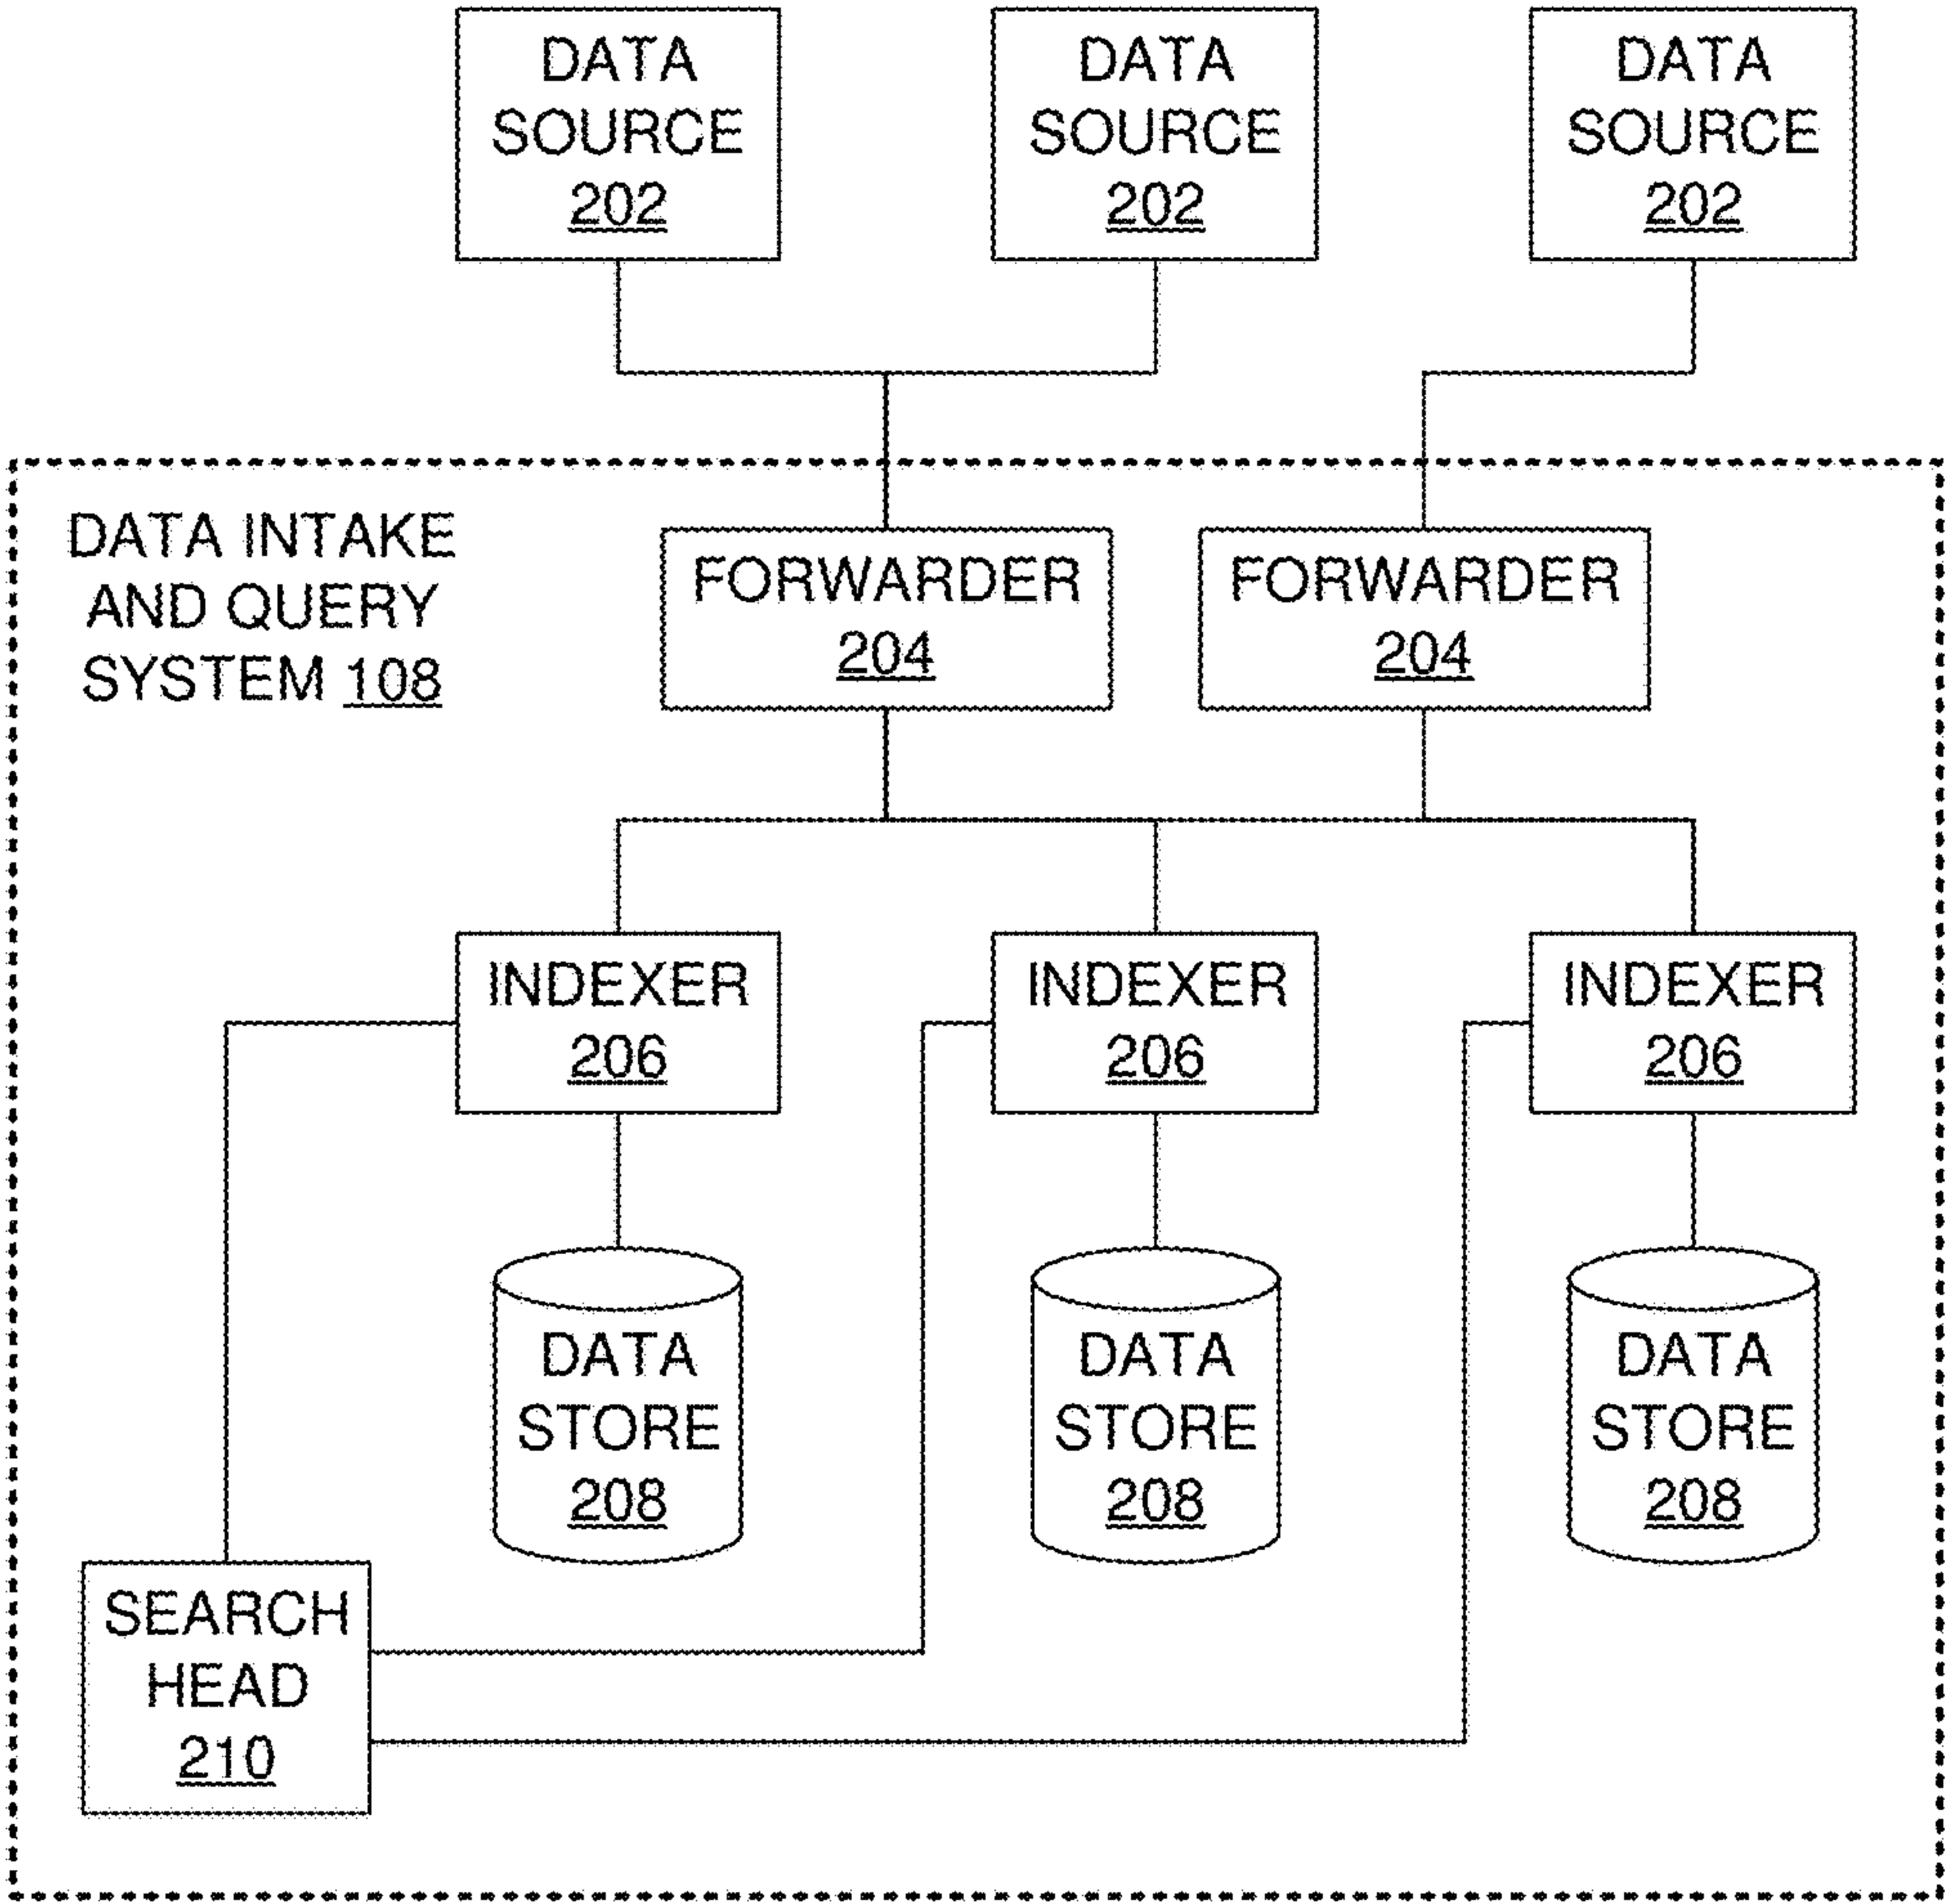 DATA
SOURCE
202
DATA
SOURCE
202
DATA
SOURCE
202
DATA INTAKE
AND QUERY
SYSTEM 108
FORWARDER
204
FORWARDER
204
INDEXER
206
INDEXER
206
INDEXER
206
DATA
STORE
208
DATA
STORE
208
DATA
STORE
208
SEARCH
HEAD
210